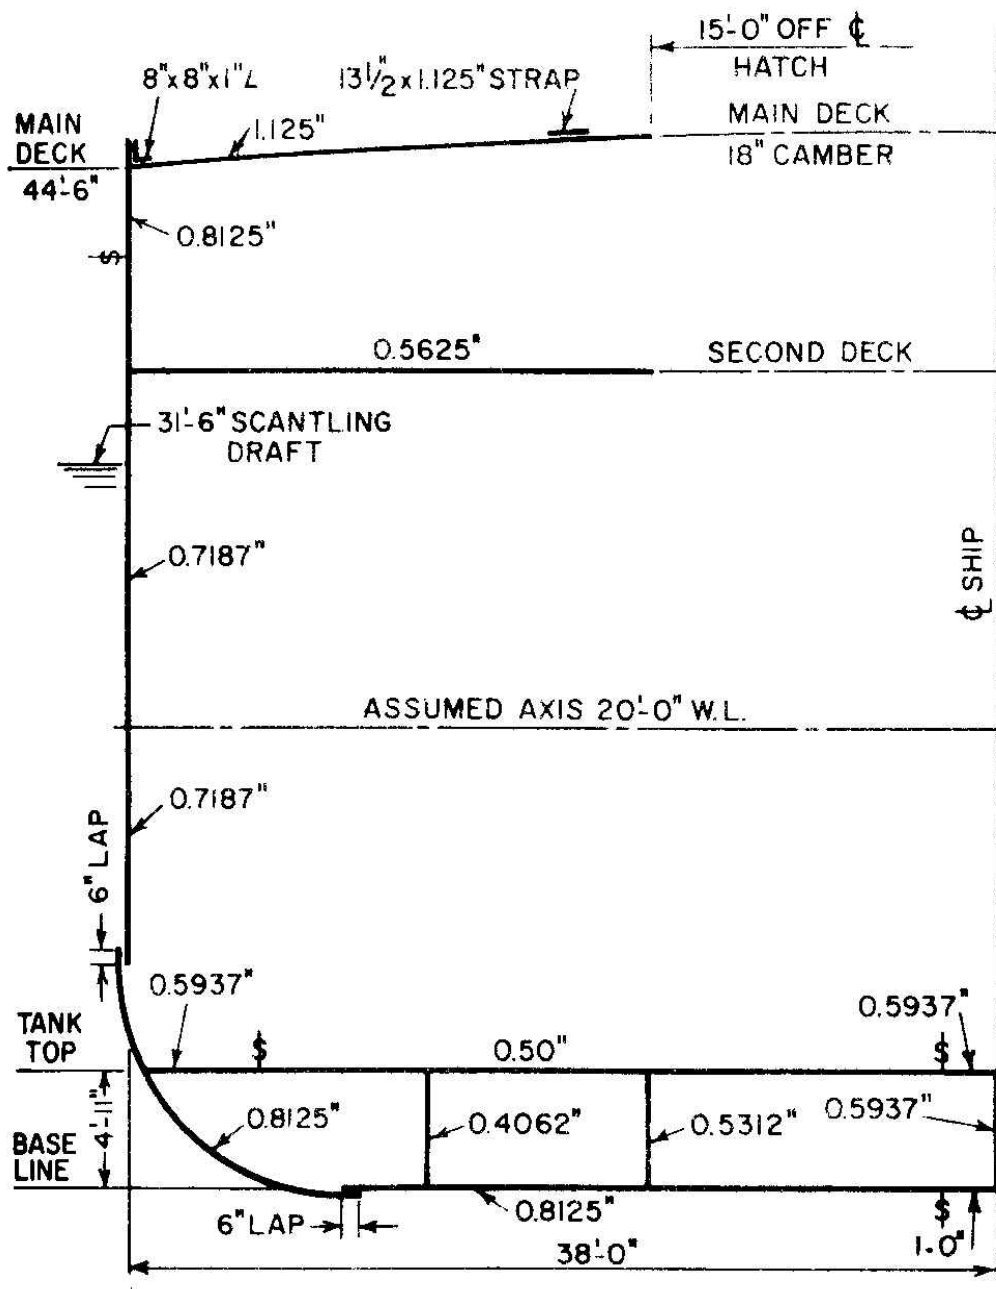 15'-0" OFF ℄
HATCH
8"x8"x1"L
13½"x1.125" STRAP
MAIN DECK
1.125"
MAIN
DECK
18" CAMBER
44'-6"
0.8125"
0.5625"
SECOND DECK
31'-6" SCANTLING
DRAFT
0.7187"
℄ SHIP
ASSUMED AXIS 20'-0" W.L.
0.7187"
6" LAP
0.5937"
0.5937"
TANK
TOP
0.50"
4'-11"
0.8125"
0.4062"
0.5312"
0.5937"
BASE
LINE
0.8125"
6" LAP
1.0"
38'-0"